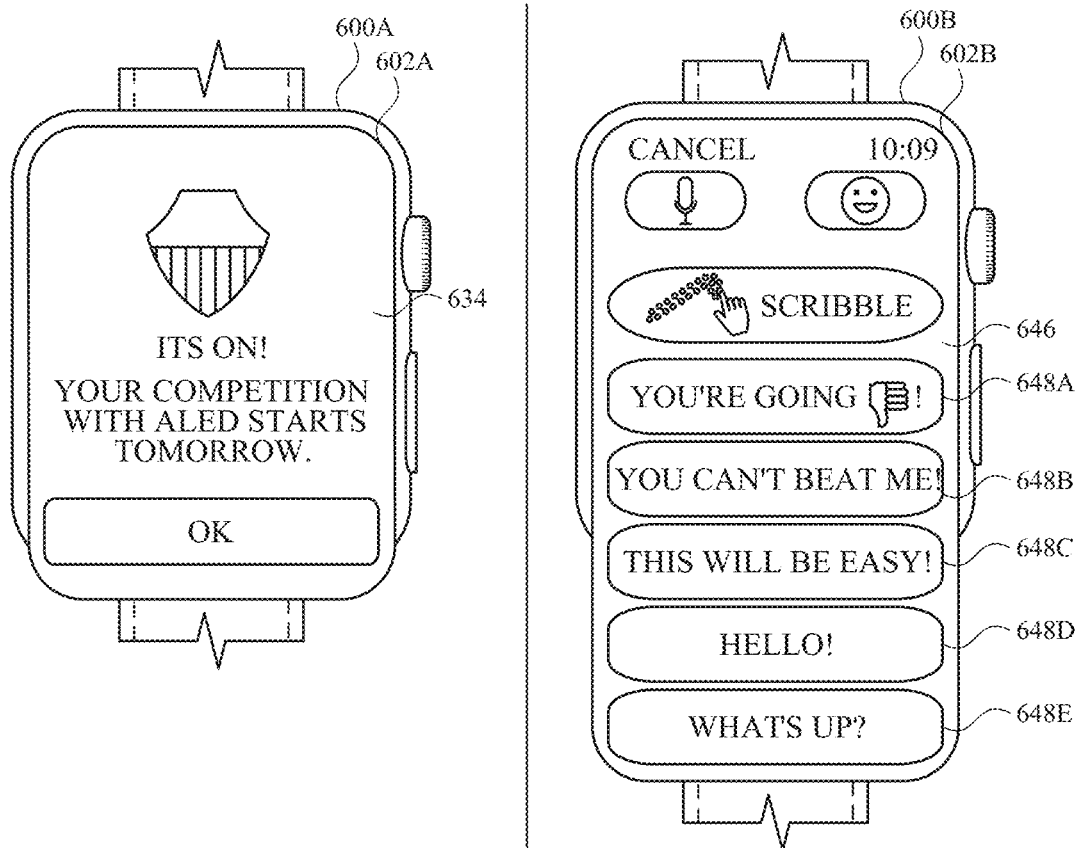 600A
602A
ITS ON!
YOUR COMPETITION
WITH ALED STARTS
TOMORROW.
OK
634
600B
602B
CANCEL 10:09
SCRIBBLE
646
YOU'RE GOING !
648A
YOU CAN'T BEAT ME!
648B
THIS WILL BE EASY!
648C
HELLO!
648D
WHAT'S UP?
648E